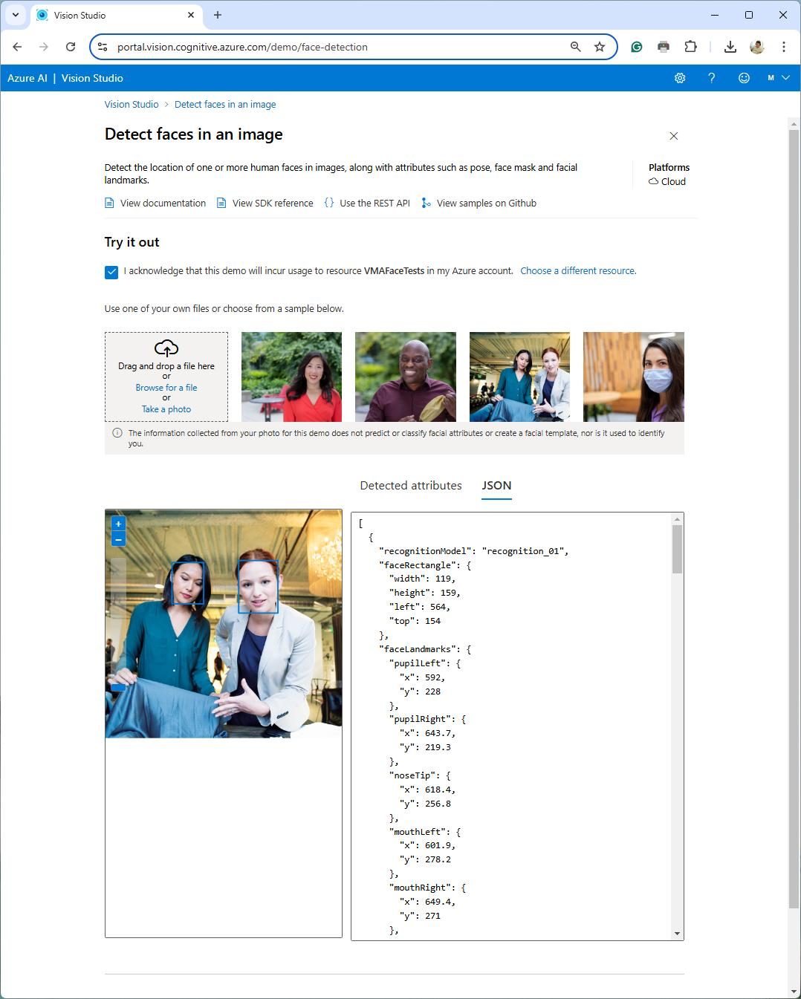 Vision Studio
portal.vision.cognitive.azure.com/demo/face-detection
Azure AI | Vision Studio
M
Vision Studio > Detect faces in an image
Detect faces in an image
Detect the location of one or more human faces in images, along with attributes such as pose, face mask and facial
landmarks.
Platforms
Cloud
View documentation View SDK reference {} Use the REST API View samples on Github
Try it out
I acknowledge that this demo will incur usage to resource VMAFaceTests in my Azure account. Choose a different resource.
Use one of your own files or choose from a sample below.
Drag and drop a file here
or
Browse for a file
or
Take a photo
The information collected from your photo for this demo does not predict or classify facial attributes or create a facial template, nor is it used to identify
you.
Detected attributes JSON
[
{
"recognitionModel": "recognition_01",
"faceRectangle": {
"width": 119,
"height": 159,
"left": 564,
"top": 154
},
"faceLandmarks": {
"pupilLeft": {
"x": 592,
"y": 228
},
"pupilRight": {
"x": 643.7,
"y": 219.3
},
"noseTip": {
"x": 618.4,
"y": 256.8
},
"mouthLeft": {
"x": 601.9,
"y": 278.2
},
"mouthRight": {
"x": 649.4,
"y": 271
},